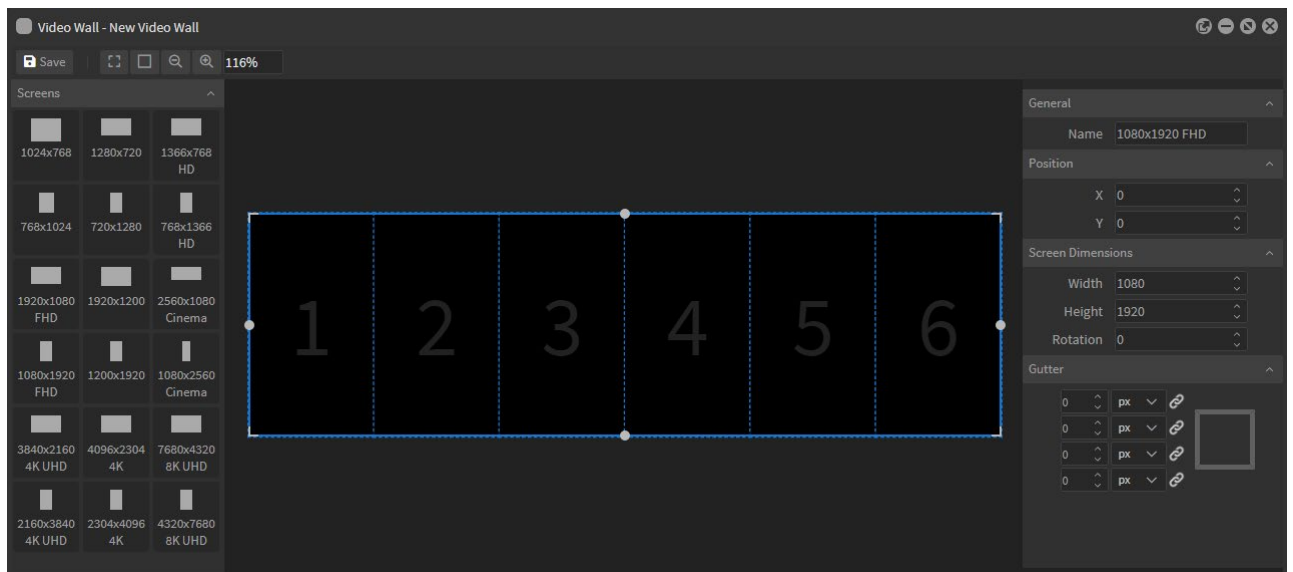 Video Wall - New Video Wall
Save 116%
Screens
1024x768 1280x720 1366x768
HD
768x1024 720x1280 768x1366
HD
1920x1080 1920x1200 2560x1080
FHD Cinema
1080x1920 1200x1920 1080x2560
FHD Cinema
3840x2160 4096x2304 7680x4320
4K UHD 4K 8K UHD
2160x3840 2304x4096 4320x7680
4K UHD 4K 8K UHD
1 2 3 4 5 6
General
Name 1080x1920 FHD
Position
X 0
Y 0
Screen Dimensions
Width 1080
Height 1920
Rotation 0
Gutter
0 px
0 px
0 px
0 px